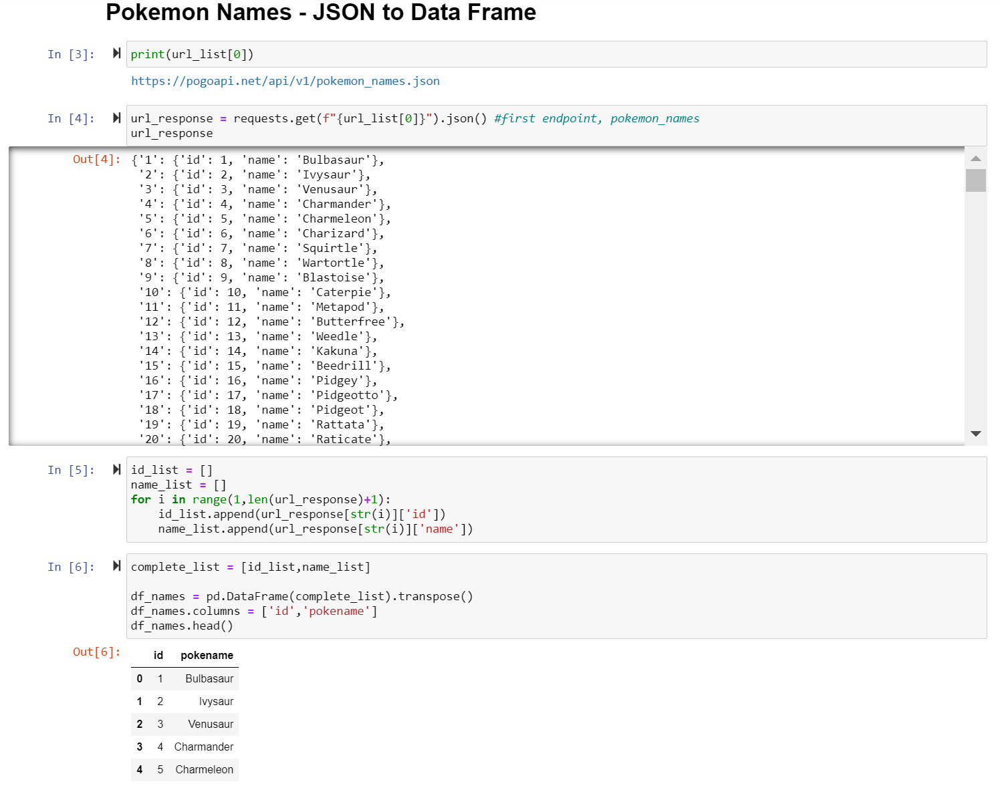 Pokemon Names - JSON to Data Frame
In [3]: print(url_list[0])
https://pogoapi.net/api/v1/pokemon_names.json
In [4]: url_response = requests.get(f"{url_list[0]}").json() #first endpoint, pokemon_names
url_response
Out[4]: {'1': {'id': 1, 'name': 'Bulbasaur'},
'2': {'id': 2, 'name': 'Ivysaur'},
'3': {'id': 3, 'name': 'Venusaur'},
'4': {'id': 4, 'name': 'Charmander'},
'5': {'id': 5, 'name': 'Charmeleon'},
'6': {'id': 6, 'name': 'Charizard'},
'7': {'id': 7, 'name': 'Squirtle'},
'8': {'id': 8, 'name': 'Wartortle'},
'9': {'id': 9, 'name': 'Blastoise'},
'10': {'id': 10, 'name': 'Caterpie'},
'11': {'id': 11, 'name': 'Metapod'},
'12': {'id': 12, 'name': 'Butterfree'},
'13': {'id': 13, 'name': 'Weedle'},
'14': {'id': 14, 'name': 'Kakuna'},
'15': {'id': 15, 'name': 'Beedrill'},
'16': {'id': 16, 'name': 'Pidgey'},
'17': {'id': 17, 'name': 'Pidgeotto'},
'18': {'id': 18, 'name': 'Pidgeot'},
'19': {'id': 19, 'name': 'Rattata'},
'20': {'id': 20, 'name': 'Raticate'},
In [5]: id_list = []
name_list = []
for i in range(1,len(url_response)+1):
    id_list.append(url_response[str(i)]['id'])
    name_list.append(url_response[str(i)]['name'])
In [6]: complete_list = [id_list,name_list]
df_names = pd.DataFrame(complete_list).transpose()
df_names.columns = ['id','pokename']
df_names.head()
Out[6]: id pokename
0 1 Bulbasaur
1 2 Ivysaur
2 3 Venusaur
3 4 Charmander
4 5 Charmeleon